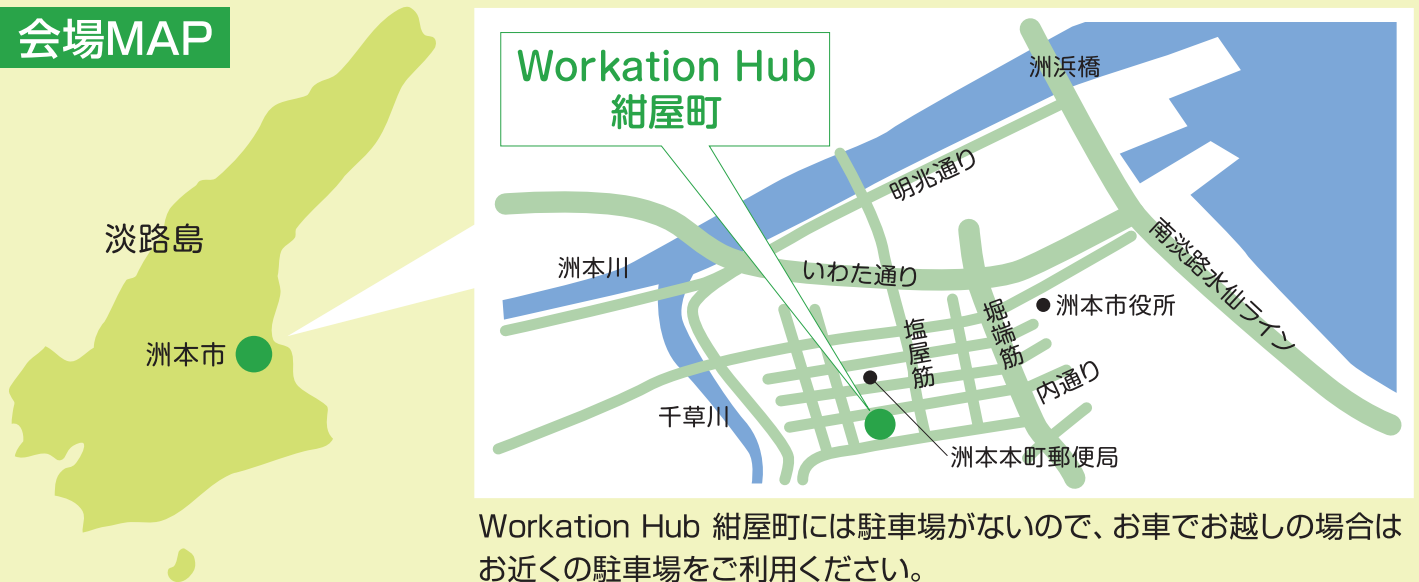 会場MAP
淡路島
洲本市
Workation Hub
紺屋町
洲浜橋
明兆通り
洲本川
いわた通り
南淡路水仙ライン
洲本市役所
塩屋筋
堀端筋
内通り
千草川
洲本本町郵便局
Workation Hub 紺屋町には駐車場がないので、お車でお越しの場合は
お近くの駐車場をご利用ください。